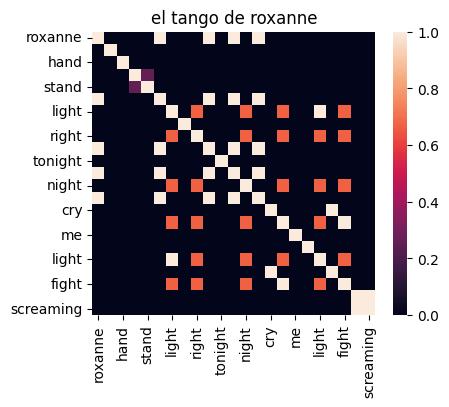 el tango de roxanne
roxanne
hand
stand
light
right
tonight
night
cry
me
light
fight
screaming
1.0
0.8
0.6
0.4
0.2
0.0
roxanne
hand
stand
light
right
tonight
night
cry
me
light
fight
screaming